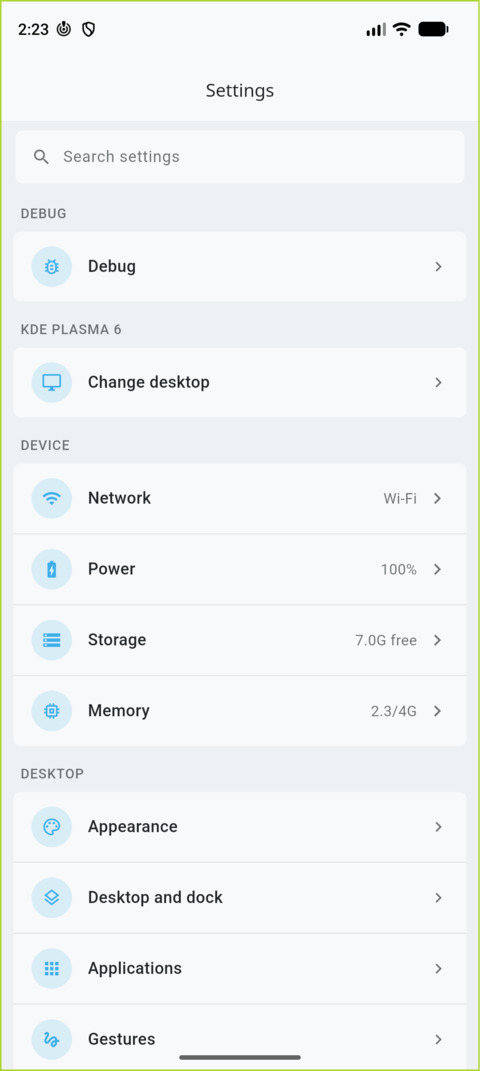 2:23
Settings
Search settings
DEBUG
Debug
KDE PLASMA 6
Change desktop
DEVICE
Network Wi-Fi
Power 100%
Storage 7.0G free
Memory 2.3/4G
DESKTOP
Appearance
Desktop and dock
Applications
Gestures